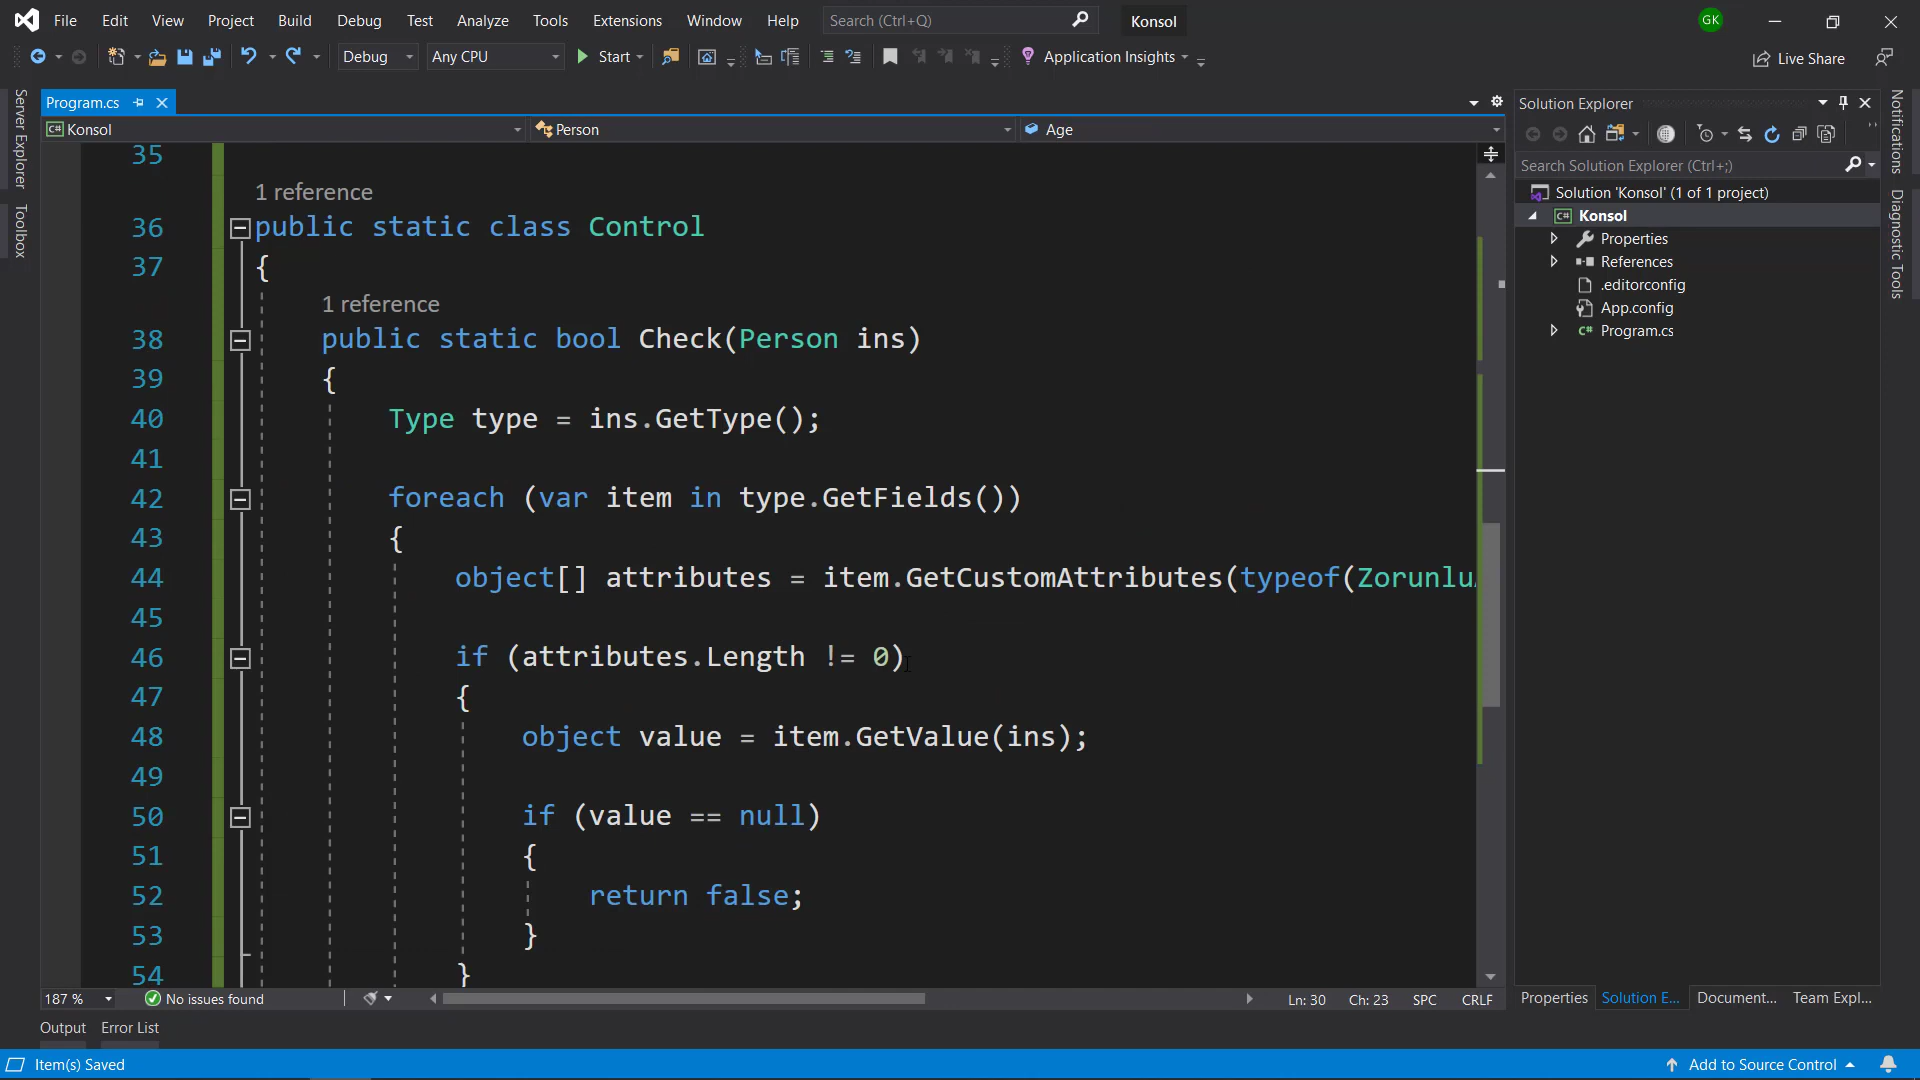 File Edit View Project Build Debug Test Analyze Tools Extensions Window Help Search (Ctrl+Q) Konsol GK
Debug Any CPU Start Application Insights Live Share
Server Explorer
Toolbox
Program.cs
Konsol Person Age
35
1 reference
36 public static class Control
37 {
1 reference
38 public static bool Check(Person ins)
39 {
40 Type type = ins.GetType();
41
42 foreach (var item in type.GetFields())
43 {
44 object[] attributes = item.GetCustomAttributes(typeof(Zorunlu
45
46 if (attributes.Length != 0)
47 {
48 object value = item.GetValue(ins);
49
50 if (value == null)
51 {
52 return false;
53 }
54 }
187 % No issues found Ln: 30 Ch: 23 SPC CRLF
Solution Explorer
Search Solution Explorer (Ctrl+;)
Solution 'Konsol' (1 of 1 project)
C# Konsol
Properties
References
.editorconfig
App.config
C# Program.cs
Properties Solution E... Document... Team Expl...
Notifications
Diagnostic Tools
Output Error List
Item(s) Saved Add to Source Control